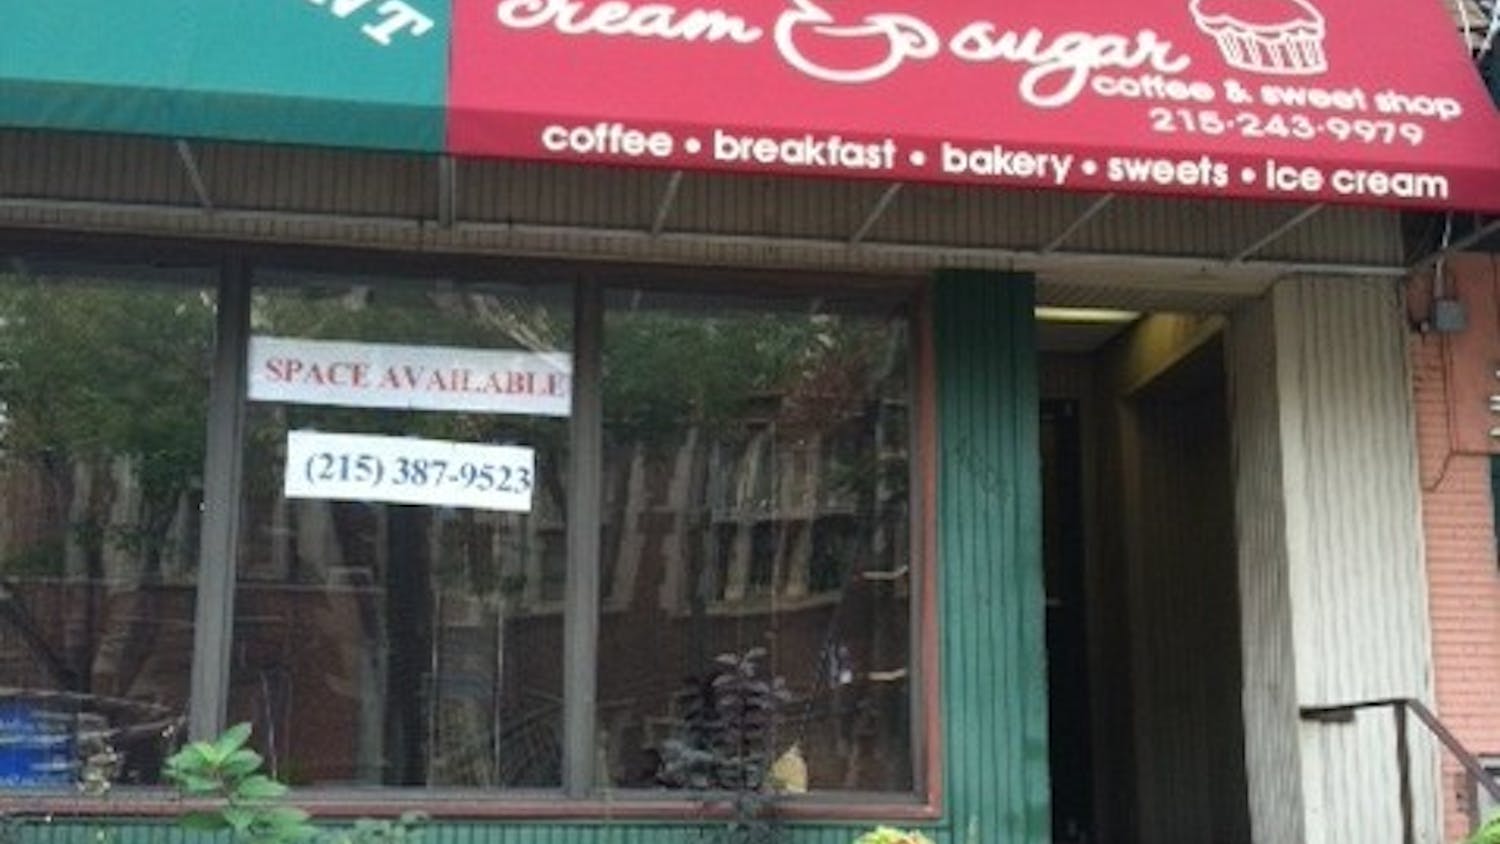 cream & sugar
coffee & sweet shop
215·243·9979
coffee • breakfast • bakery • sweets • ice cream
SPACE AVAILABLE
(215) 387-9523